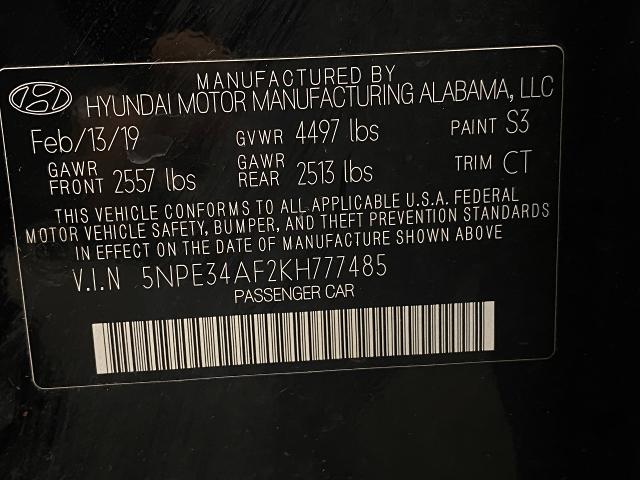 MANUFACTURED BY
HYUNDAI MOTOR MANUFACTURING ALABAMA, LLC
Feb/13/19 GVWR 4497 lbs PAINT S3
GAWR FRONT 2557 lbs GAWR REAR 2513 lbs TRIM CT
THIS VEHICLE CONFORMS TO ALL APPLICABLE U.S.A. FEDERAL
MOTOR VEHICLE SAFETY, BUMPER, AND THEFT PREVENTION STANDARDS
IN EFFECT ON THE DATE OF MANUFACTURE SHOWN ABOVE
V.I.N 5NPE34AF2KH777485
PASSENGER CAR